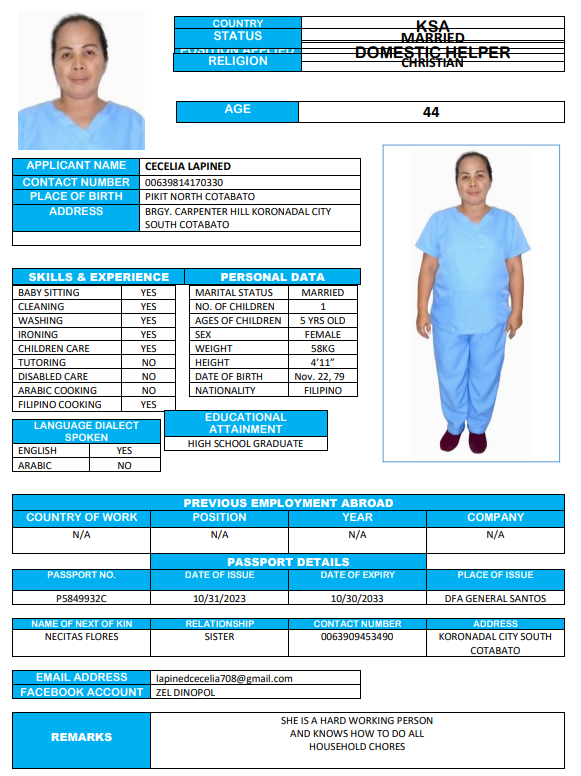 COUNTRY KSA
STATUS MARRIED
POSITION APPLIED DOMESTIC HELPER
RELIGION CHRISTIAN
AGE 44
APPLICANT NAME CECELIA LAPINED
CONTACT NUMBER 00639814170330
PLACE OF BIRTH PIKIT NORTH COTABATO
ADDRESS BRGY. CARPENTER HILL KORONADAL CITY
SOUTH COTABATO
SKILLS & EXPERIENCE PERSONAL DATA
BABY SITTING YES MARITAL STATUS MARRIED
CLEANING YES NO. OF CHILDREN 1
WASHING YES AGES OF CHILDREN 5 YRS OLD
IRONING YES SEX FEMALE
CHILDREN CARE YES WEIGHT 58KG
TUTORING NO HEIGHT 4'11"
DISABLED CARE NO DATE OF BIRTH Nov. 22, 79
ARABIC COOKING NO NATIONALITY FILIPINO
FILIPINO COOKING YES
LANGUAGE DIALECT
SPOKEN
ENGLISH YES
ARABIC NO
EDUCATIONAL
ATTAINMENT
HIGH SCHOOL GRADUATE
PREVIOUS EMPLOYMENT ABROAD
COUNTRY OF WORK POSITION YEAR COMPANY
N/A N/A N/A N/A
PASSPORT DETAILS
PASSPORT NO. DATE OF ISSUE DATE OF EXPIRY PLACE OF ISSUE
P5849932C 10/31/2023 10/30/2033 DFA GENERAL SANTOS
NAME OF NEXT OF KIN RELATIONSHIP CONTACT NUMBER ADDRESS
NECITAS FLORES SISTER 0063909453490 KORONADAL CITY SOUTH
COTABATO
EMAIL ADDRESS lapinedcecelia708@gmail.com
FACEBOOK ACCOUNT ZEL DINOPOL
REMARKS
SHE IS A HARD WORKING PERSON
AND KNOWS HOW TO DO ALL
HOUSEHOLD CHORES